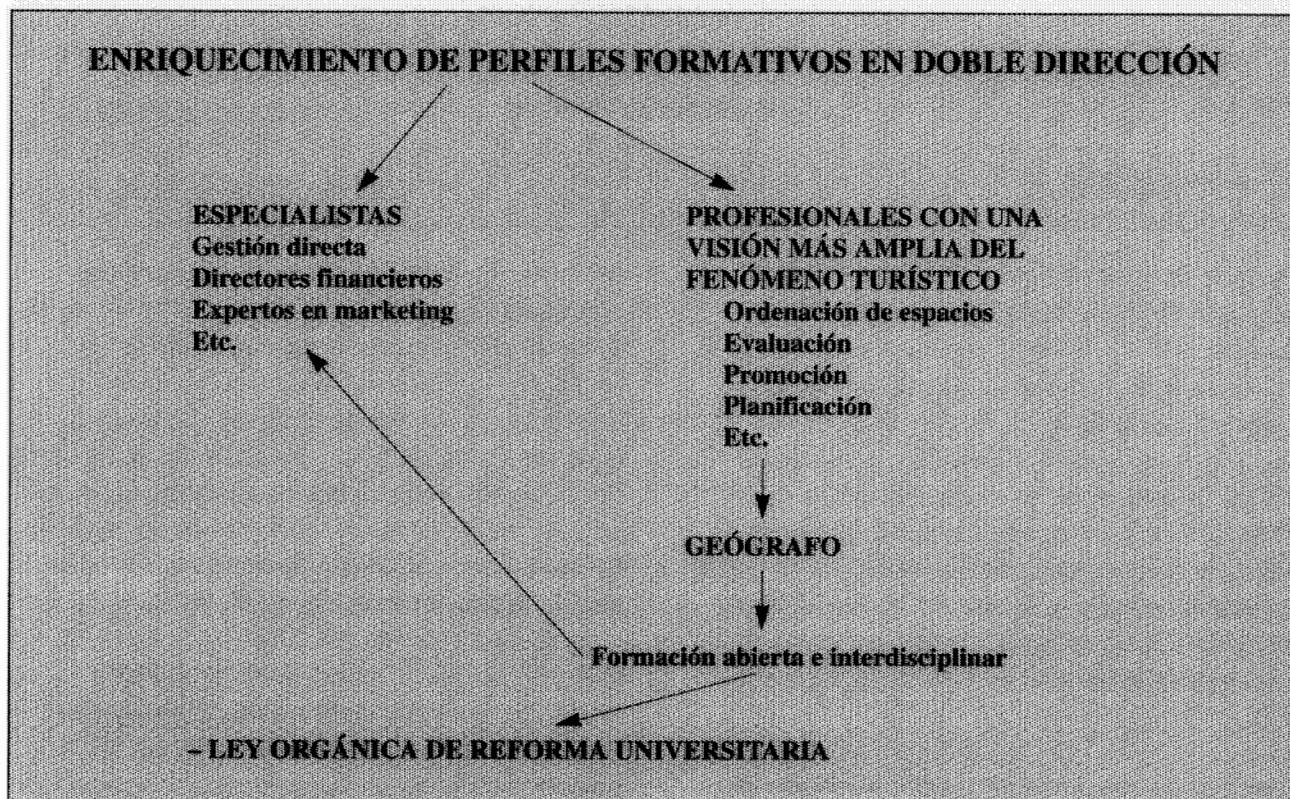 ENRIQUECIMIENTO DE PERFILES FORMATIVOS EN DOBLE DIRECCIÓN
ESPECIALISTAS
Gestión directa
Directores financieros
Expertos en marketing
Etc.
PROFESIONALES CON UNA
VISIÓN MÁS AMPLIA DEL
FENÓMENO TURÍSTICO
Ordenación de espacios
Evaluación
Promoción
Planificación
Etc.
GEÓGRAFO
Formación abierta e interdisciplinar
– LEY ORGÁNICA DE REFORMA UNIVERSITARIA